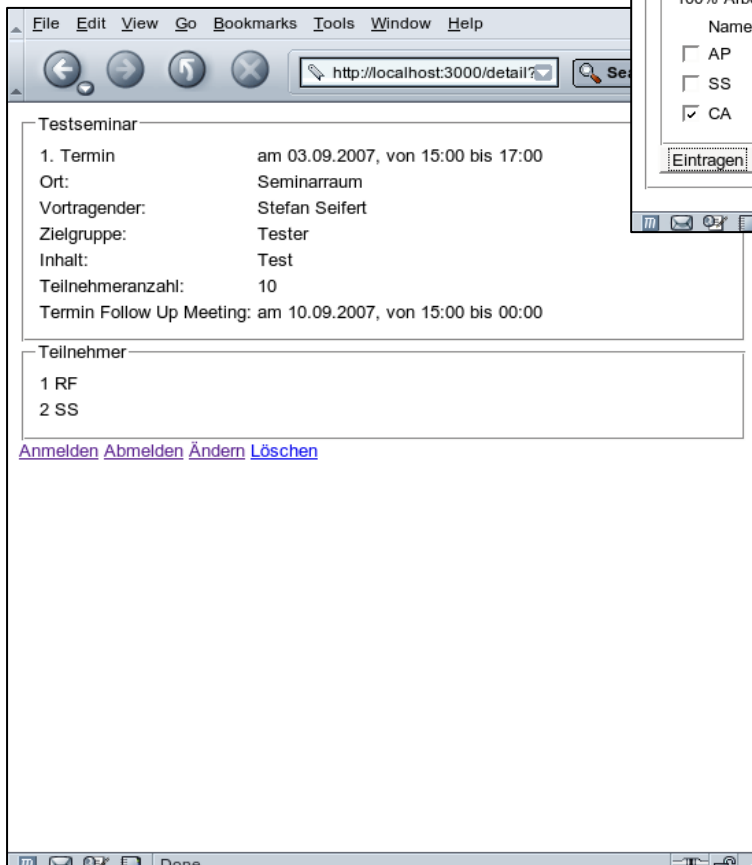 File Edit View Go Bookmarks Tools Window Help
http://localhost:3000/detail?
Testseminar
1. Termin am 03.09.2007, von 15:00 bis 17:00
Ort: Seminarraum
Vortragender: Stefan Seifert
Zielgruppe: Tester
Inhalt: Test
Teilnehmeranzahl: 10
Termin Follow Up Meeting: am 10.09.2007, von 15:00 bis 00:00
Teilnehmer
1 RF
2 SS
Anmelden Abmelden Ändern Löschen
Done
Name
AP
SS
CA
Eintragen